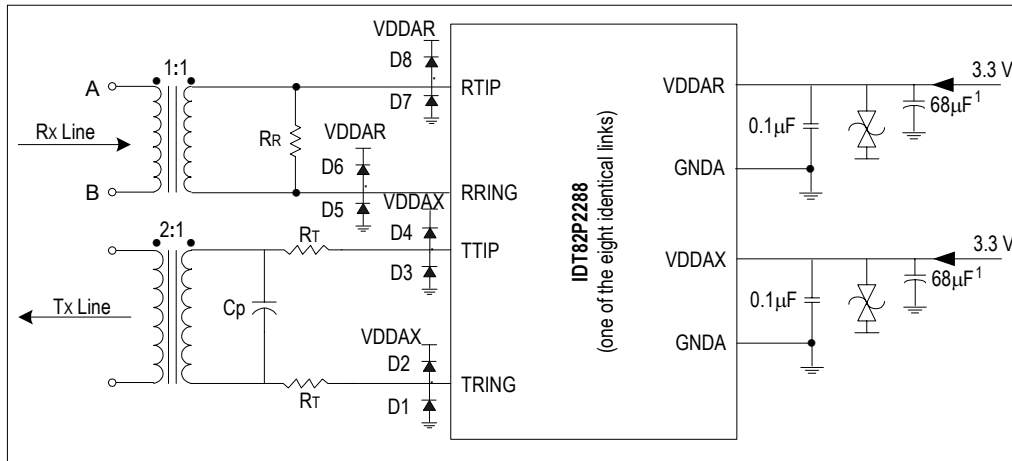 VDDAR
D8
D7
1:1
A
B
Rx Line
RR
VDDAR
D6
D5
RTIP
RRING
2:1
Tx Line
RT
Cp
RT
VDDAX
D4
D3
TTIP
VDDAX
D2
D1
TRING
IDT82P2288
(one of the eight identical links)
VDDAR
3.3 V
0.1µF
68µF1
GNDA
VDDAX
3.3 V
0.1µF
68µF1
GNDA